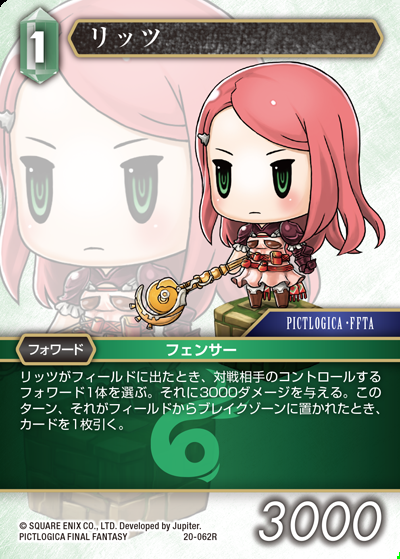 1
リッツ
PICTLOGICA・FFTA
フォワード
フェンサー
リッツがフィールドに出たとき、対戦相手のコントロールする
フォワード1体を選ぶ。それに3000ダメージを与える。この
ターン、それがフィールドからブレイクゾーンに置かれたとき、
カードを1枚引く。
© SQUARE ENIX CO., LTD. Developed by Jupiter.
PICTLOGICA FINAL FANTASY
20-062R
3000